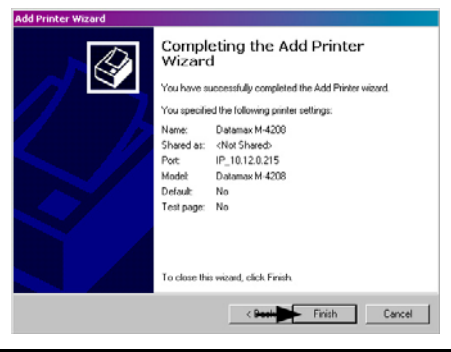 Add Printer Wizard
Completing the Add Printer
Wizard
You have successfully completed the Add Printer wizard.
You specified the following printer settings:
Name: Datamax M-4208
Shared as: <Not Shared>
Port: IP_10.12.0.215
Model: Datamax M-4208
Default: No
Test page: No
To close this wizard, click Finish.
< Back Finish Cancel